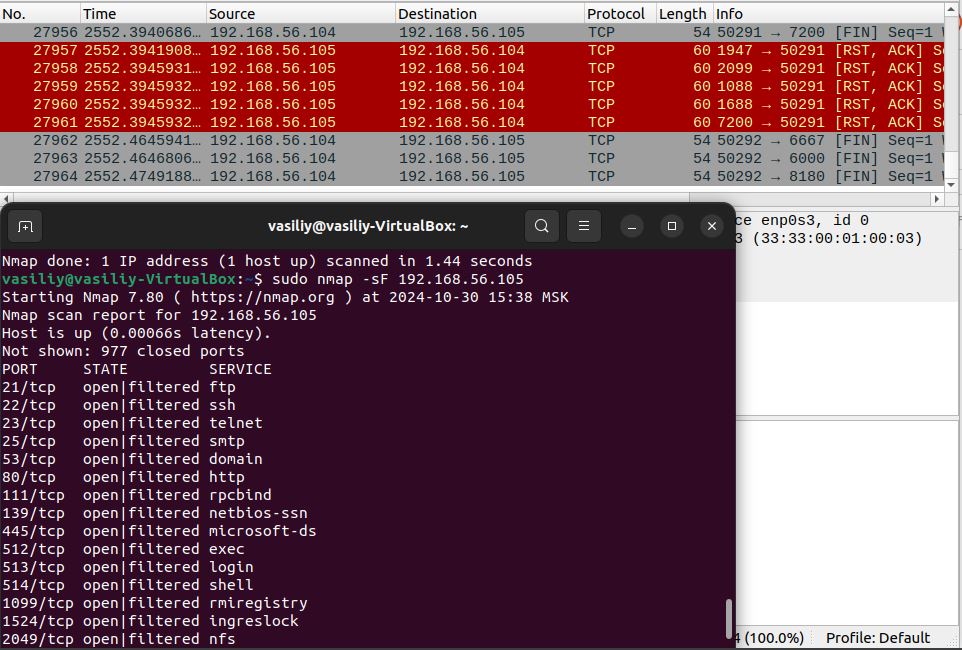 No. Time Source Destination Protocol Length Info
27956 2552.3940686… 192.168.56.104 192.168.56.105 TCP 54 50291 → 7200 [FIN] Seq=1
27957 2552.3941908… 192.168.56.105 192.168.56.104 TCP 60 1947 → 50291 [RST, ACK]
27958 2552.3945931… 192.168.56.105 192.168.56.104 TCP 60 2099 → 50291 [RST, ACK]
27959 2552.3945932… 192.168.56.105 192.168.56.104 TCP 60 1088 → 50291 [RST, ACK]
27960 2552.3945932… 192.168.56.105 192.168.56.104 TCP 60 1688 → 50291 [RST, ACK]
27961 2552.3945932… 192.168.56.105 192.168.56.104 TCP 60 7200 → 50291 [RST, ACK]
27962 2552.4645941… 192.168.56.104 192.168.56.105 TCP 54 50292 → 6667 [FIN] Seq=1
27963 2552.4646806… 192.168.56.104 192.168.56.105 TCP 54 50292 → 6000 [FIN] Seq=1
27964 2552.4749188… 192.168.56.104 192.168.56.105 TCP 54 50292 → 8180 [FIN] Seq=1
ce enp0s3, id 0
3 (33:33:00:01:00:03)
vasiliy@vasiliy-VirtualBox: ~
Nmap done: 1 IP address (1 host up) scanned in 1.44 seconds
vasiliy@vasiliy-VirtualBox:~$ sudo nmap -sF 192.168.56.105
Starting Nmap 7.80 ( https://nmap.org ) at 2024-10-30 15:38 MSK
Nmap scan report for 192.168.56.105
Host is up (0.00066s latency).
Not shown: 977 closed ports
PORT STATE SERVICE
21/tcp open|filtered ftp
22/tcp open|filtered ssh
23/tcp open|filtered telnet
25/tcp open|filtered smtp
53/tcp open|filtered domain
80/tcp open|filtered http
111/tcp open|filtered rpcbind
139/tcp open|filtered netbios-ssn
445/tcp open|filtered microsoft-ds
512/tcp open|filtered exec
513/tcp open|filtered login
514/tcp open|filtered shell
1099/tcp open|filtered rmiregistry
1524/tcp open|filtered ingreslock
2049/tcp open|filtered nfs
4 (100.0%) Profile: Default